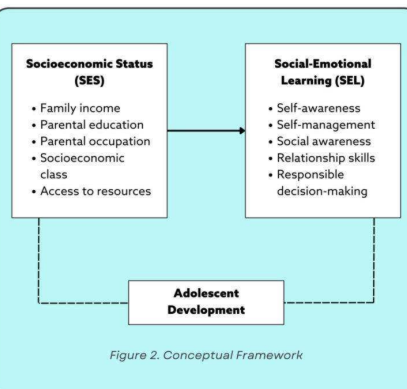 Socioeconomic Status
(SES)
• Family income
• Parental education
• Parental occupation
• Socioeconomic
class
• Access to resources
Social-Emotional
Learning (SEL)
• Self-awareness
• Self-management
• Social awareness
• Relationship skills
• Responsible
decision-making
Adolescent
Development
Figure 2. Conceptual Framework